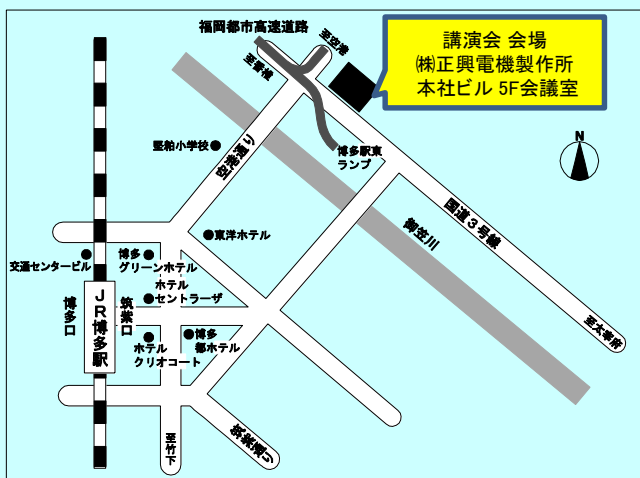 福岡都市高速道路
至空港
至香椎
講演会 会場
㈱正興電機製作所
本社ビル 5F会議室
堅粕小学校
空港通り
博多駅東
ランプ
N
国道3号線
御笠川
東洋ホテル
交通センタービル
博多
グリーンホテル
ホテル
セントラーザ
博多口
JR博多駅
筑紫口
博多
都ホテル
ホテル
クリオコート
至太宰府
至竹下
筑紫通り